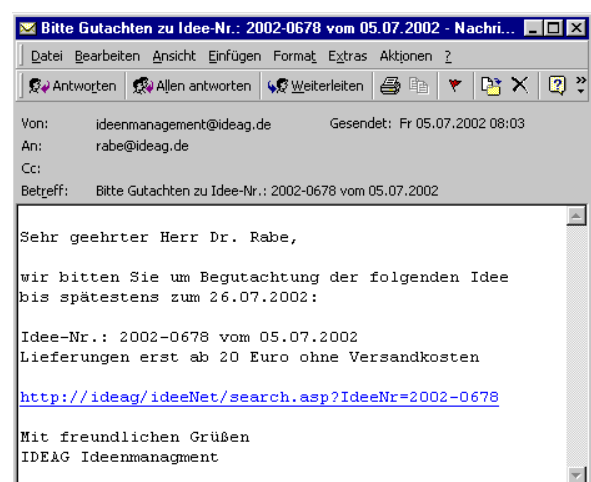 Bitte Gutachten zu Idee-Nr.: 2002-0678 vom 05.07.2002 - Nachri...
Datei Bearbeiten Ansicht Einfügen Format Extras Aktionen ?
Antworten Allen antworten Weiterleiten
Von: ideenmanagement@ideag.de Gesendet: Fr 05.07.2002 08:03
An: rabe@ideag.de
Cc:
Betreff: Bitte Gutachten zu Idee-Nr.: 2002-0678 vom 05.07.2002
Sehr geehrter Herr Dr. Rabe,
wir bitten Sie um Begutachtung der folgenden Idee
bis spätestens zum 26.07.2002:
Idee-Nr.: 2002-0678 vom 05.07.2002
Lieferungen erst ab 20 Euro ohne Versandkosten
http://ideag/ideeNet/search.asp?IdeeNr=2002-0678
Mit freundlichen Grüßen
IDEAG Ideenmanagment